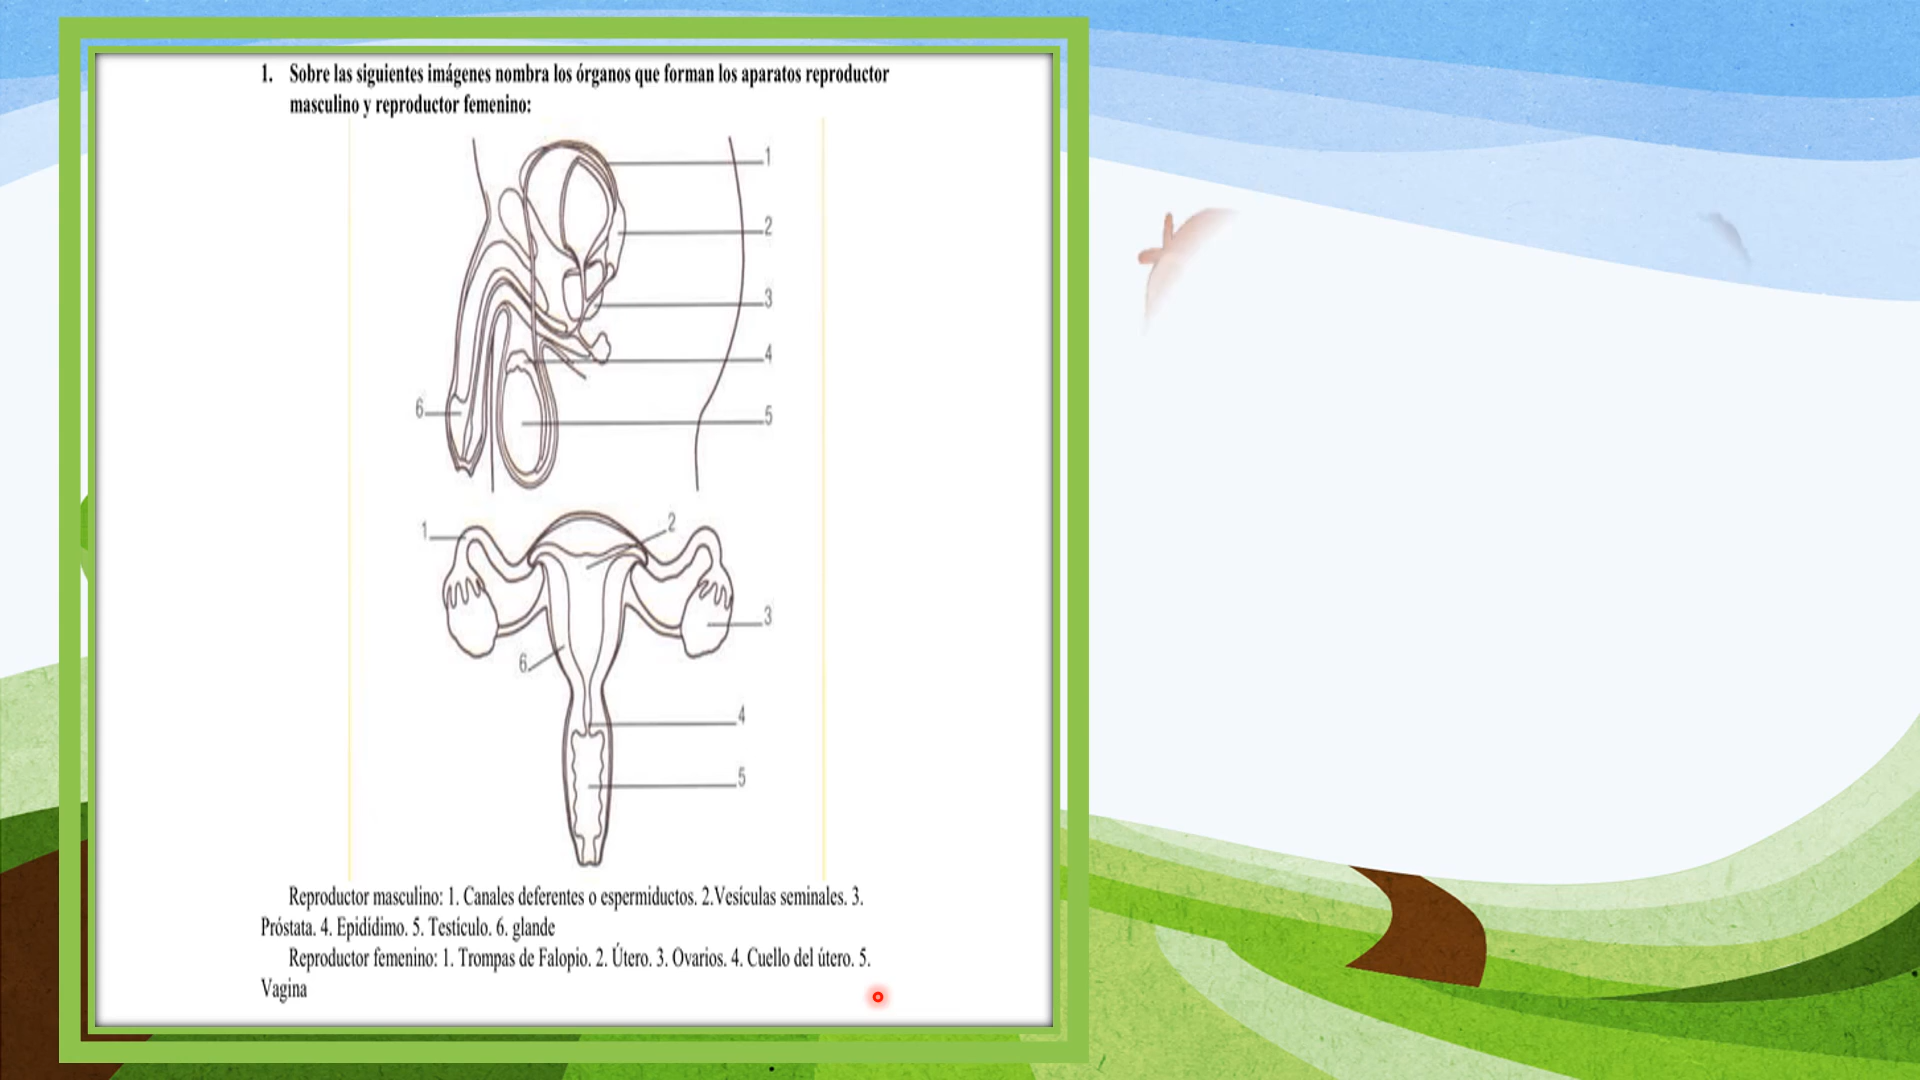 1. Sobre las siguientes imágenes nombra los órganos que forman los aparatos reproductor
masculino y reproductor femenino:
1
2
3
4
5
6
1
2
3
6
4
5
Reproductor masculino: 1. Canales deferentes o espermiductos. 2.Vesículas seminales. 3.
Próstata. 4. Epidídimo. 5. Testículo. 6. glande
Reproductor femenino: 1. Trompas de Falopio. 2. Útero. 3. Ovarios. 4. Cuello del útero. 5.
Vagina